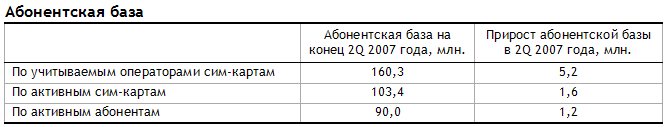 Абонентская база
Абонентская база на конец 2Q 2007 года, млн. Прирост абонентской базы в 2Q 2007 года, млн.
По учитываемым операторами сим-картам 160,3 5,2
По активным сим-картам 103,4 1,6
По активным абонентам 90,0 1,2